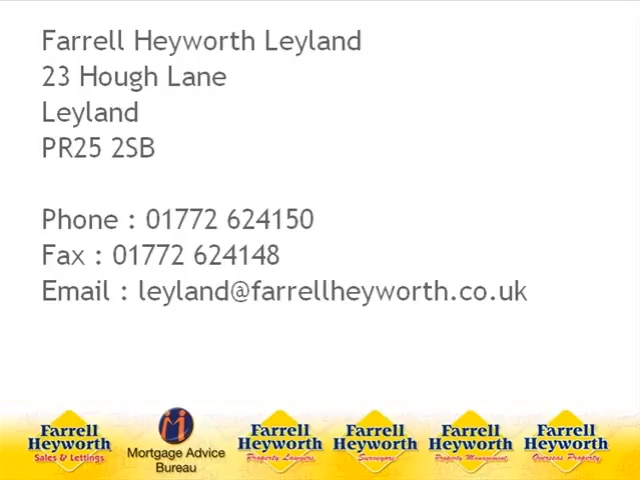 Farrell Heyworth Leyland
23 Hough Lane
Leyland
PR25 2SB
Phone : 01772 624150
Fax : 01772 624148
Email : leyland@farrellheyworth.co.uk
Farrell
Heyworth
Sales & Lettings
Mortgage Advice
Bureau
Farrell
Heyworth
Property Lawyers
Farrell
Heyworth
Surveyors
Farrell
Heyworth
Property Management
Farrell
Heyworth
Overseas Property